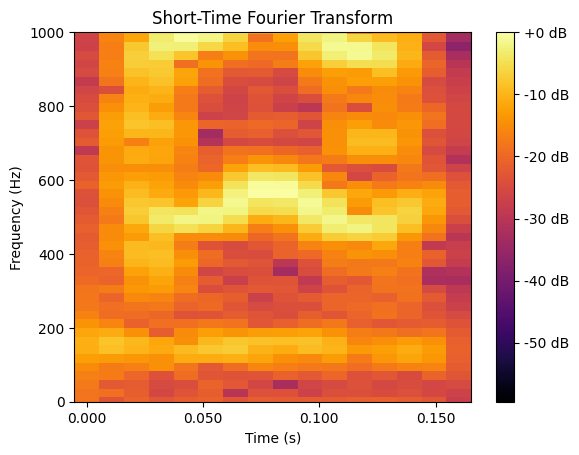 Short-Time Fourier Transform
1000
800
600
400
200
0
Frequency (Hz)
0.000
0.050
0.100
0.150
Time (s)
+0 dB
-10 dB
-20 dB
-30 dB
-40 dB
-50 dB